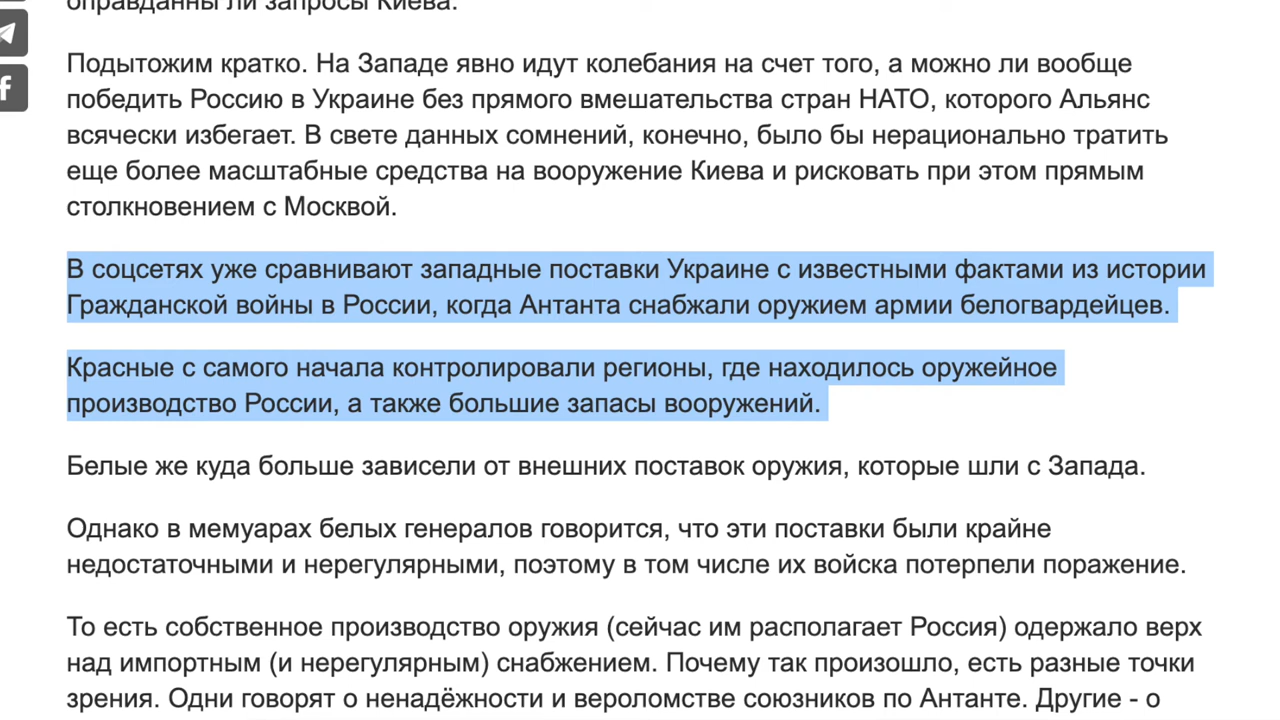 оправданны ли запросы Киева.
Подытожим кратко. На Западе явно идут колебания на счет того, а можно ли вообще
победить Россию в Украине без прямого вмешательства стран НАТО, которого Альянс
всячески избегает. В свете данных сомнений, конечно, было бы нерационально тратить
еще более масштабные средства на вооружение Киева и рисковать при этом прямым
столкновением с Москвой.
В соцсетях уже сравнивают западные поставки Украине с известными фактами из истории
Гражданской войны в России, когда Антанта снабжали оружием армии белогвардейцев.
Красные с самого начала контролировали регионы, где находилось оружейное
производство России, а также большие запасы вооружений.
Белые же куда больше зависели от внешних поставок оружия, которые шли с Запада.
Однако в мемуарах белых генералов говорится, что эти поставки были крайне
недостаточными и нерегулярными, поэтому в том числе их войска потерпели поражение.
То есть собственное производство оружия (сейчас им располагает Россия) одержало верх
над импортным (и нерегулярным) снабжением. Почему так произошло, есть разные точки
зрения. Одни говорят о ненадёжности и вероломстве союзников по Антанте. Другие - о